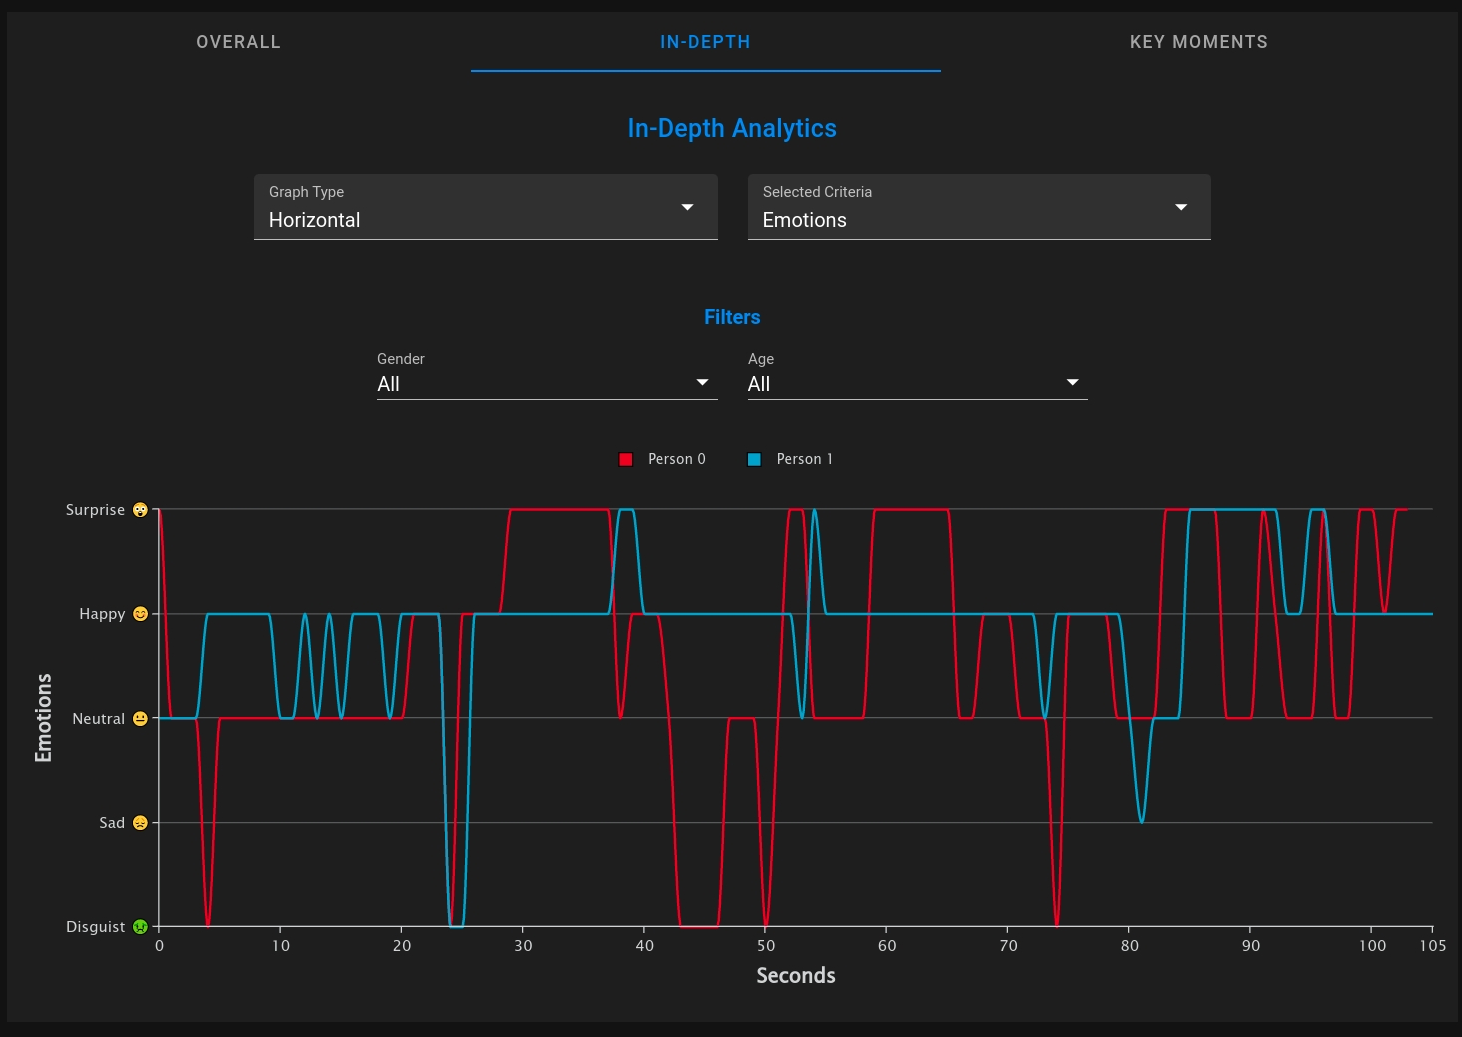 OVERALL IN-DEPTH KEY MOMENTS
In-Depth Analytics
Graph Type
Horizontal
Selected Criteria
Emotions
Filters
Gender
All
Age
All
Person 0 Person 1
Surprise
Happy
Neutral
Sad
Disguist
Emotions
0 10 20 30 40 50 60 70 80 90 100 105
Seconds